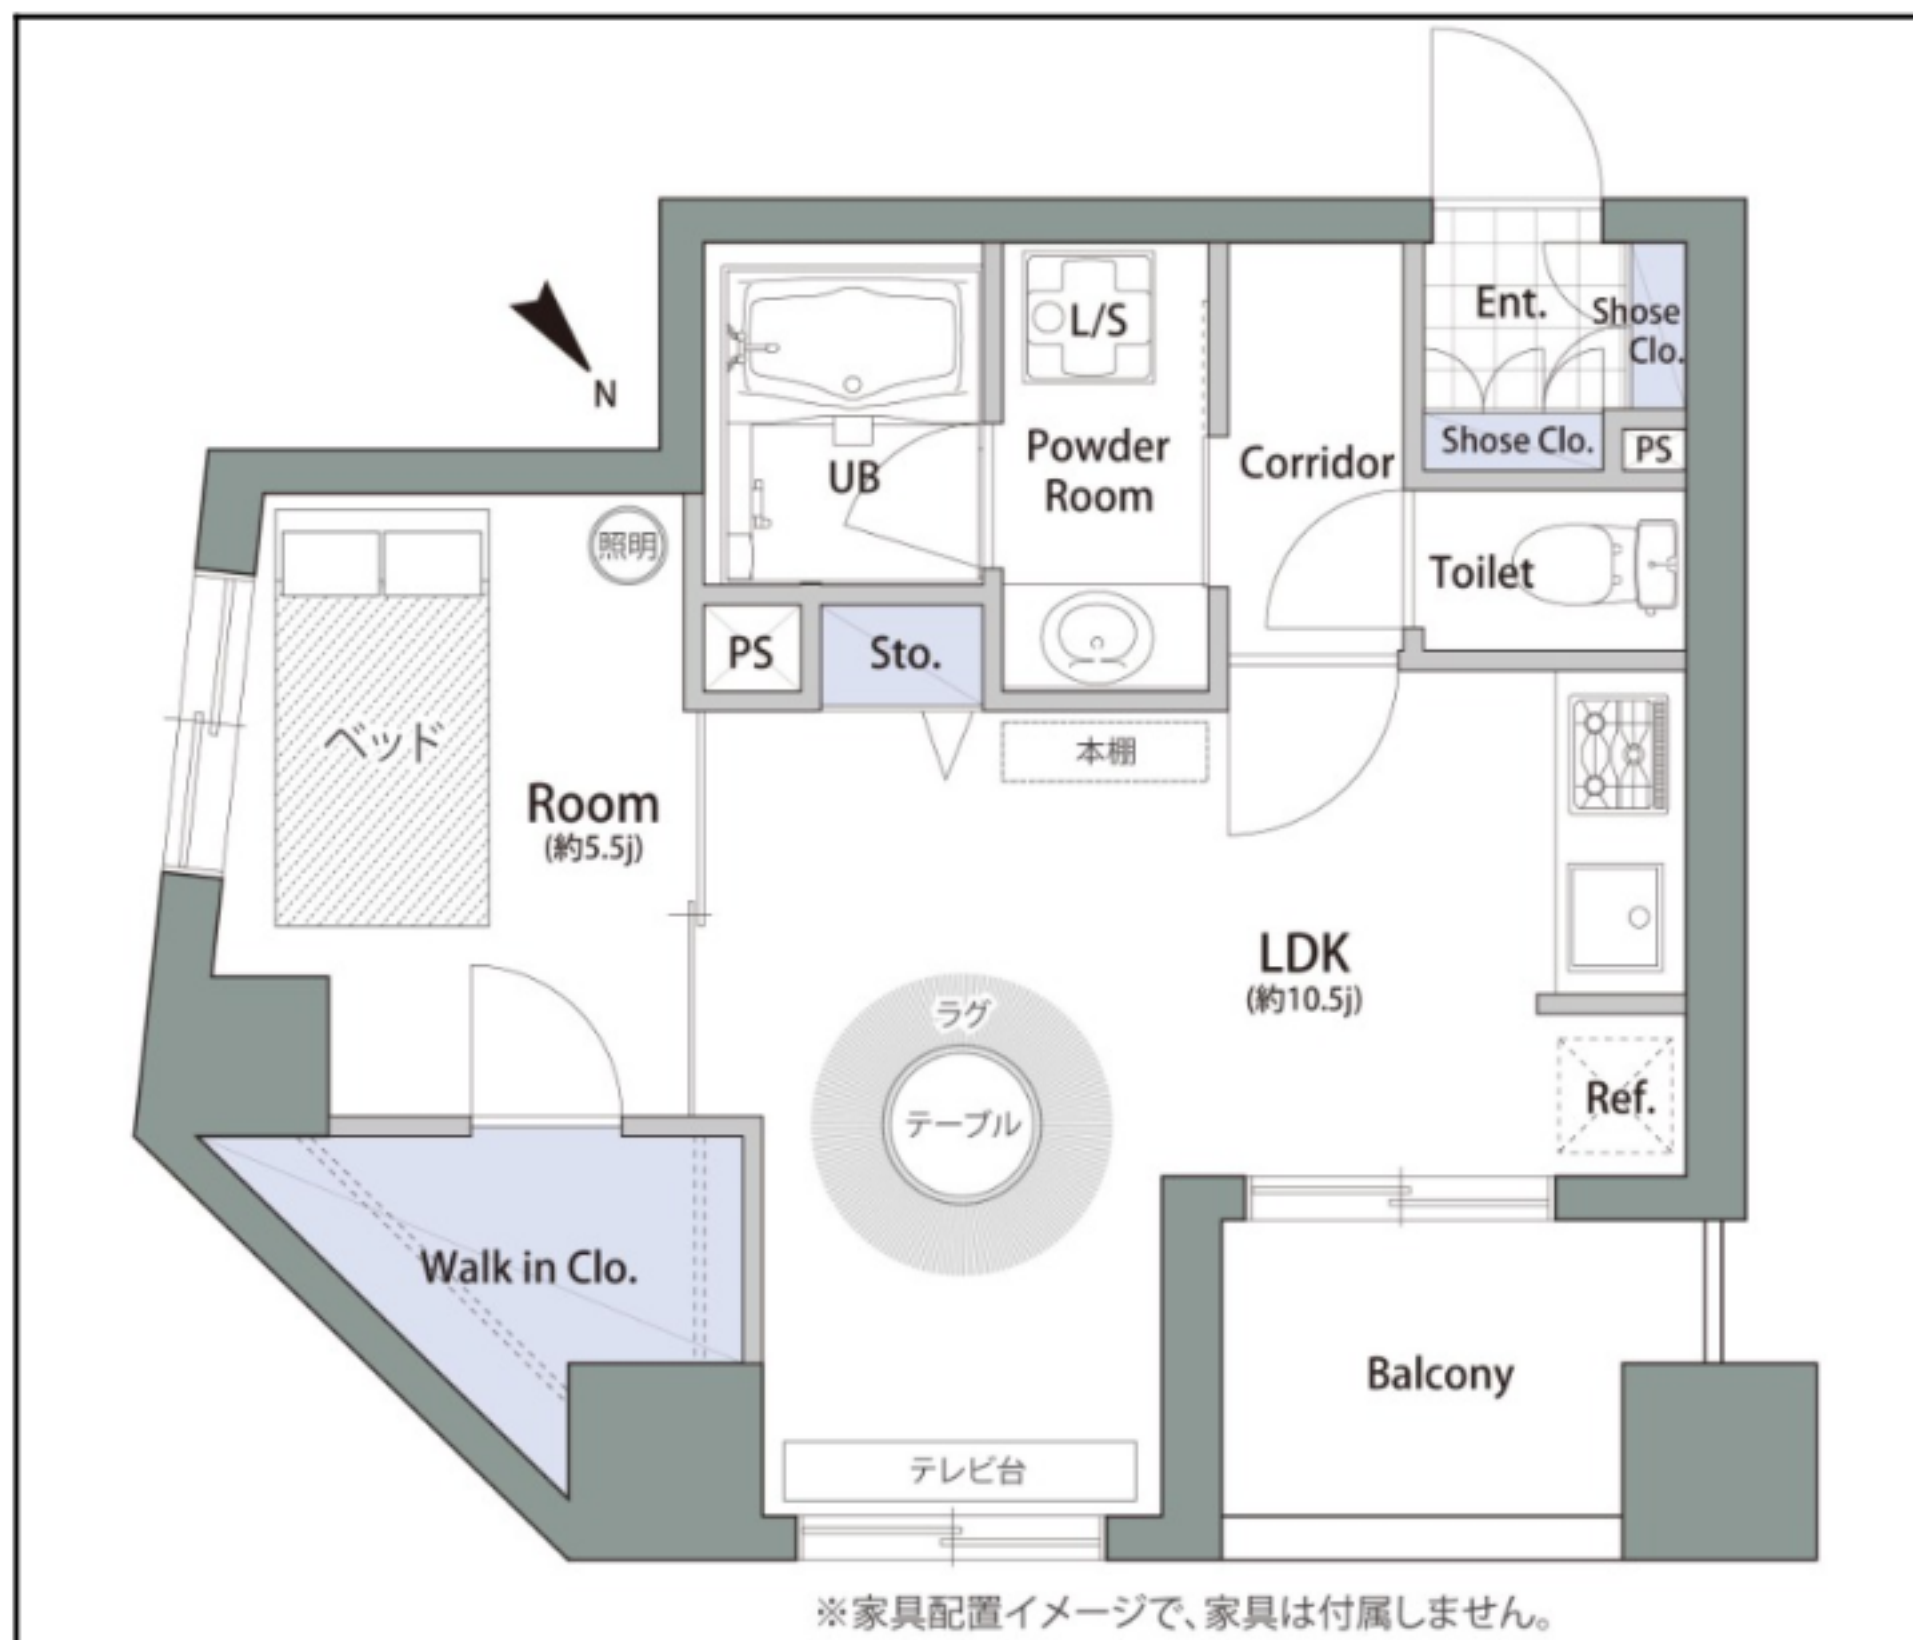 Ent.
Shose
Clo.
L/S
N
Shose Clo.
PS
Powder
Room
Corridor
UB
照明
Toilet
PS
Sto.
ベッド
本棚
Room
(約5.5j)
LDK
(約10.5j)
ラグ
テーブル
Ref.
Walk in Clo.
Balcony
テレビ台
※家具配置イメージで、家具は付属しません。